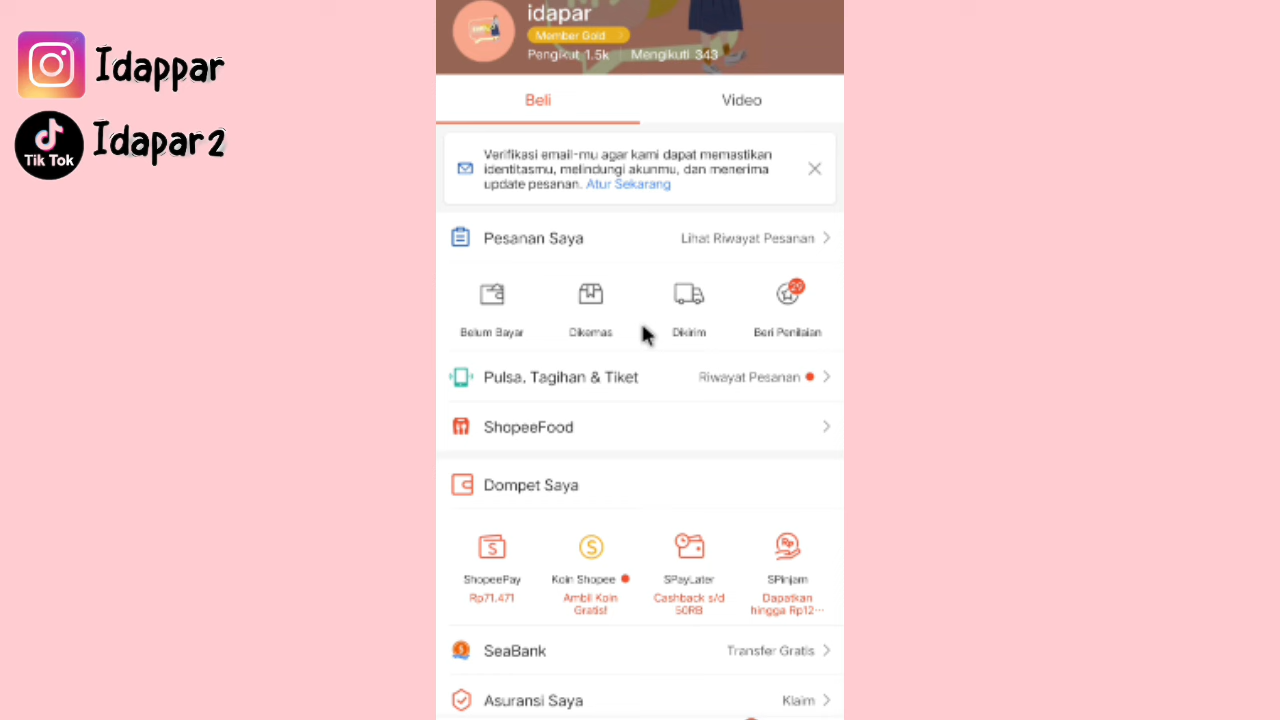 Idappar
Tik Tok
Idapar2
idapar
Member Gold
Pengikut 1.5k
Mengikuti 343
Beli
Video
Verifikasi email-mu agar kami dapat memastikan
identitasmu, melindungi akunmu, dan menerima
update pesanan. Atur Sekarang
Pesanan Saya
Lihat Riwayat Pesanan
29
Belum Bayar
Dikemas
Dikirim
Beri Penilaian
Pulsa, Tagihan & Tiket
Riwayat Pesanan
ShopeeFood
Dompet Saya
ShopeePay
Koin Shopee
SPayLater
SPinjam
Rp71.471
Ambil Koin
Gratis!
Cashback s/d
50RB
Dapatkan
hingga Rp12...
SeaBank
Transfer Gratis
Asuransi Saya
Klaim